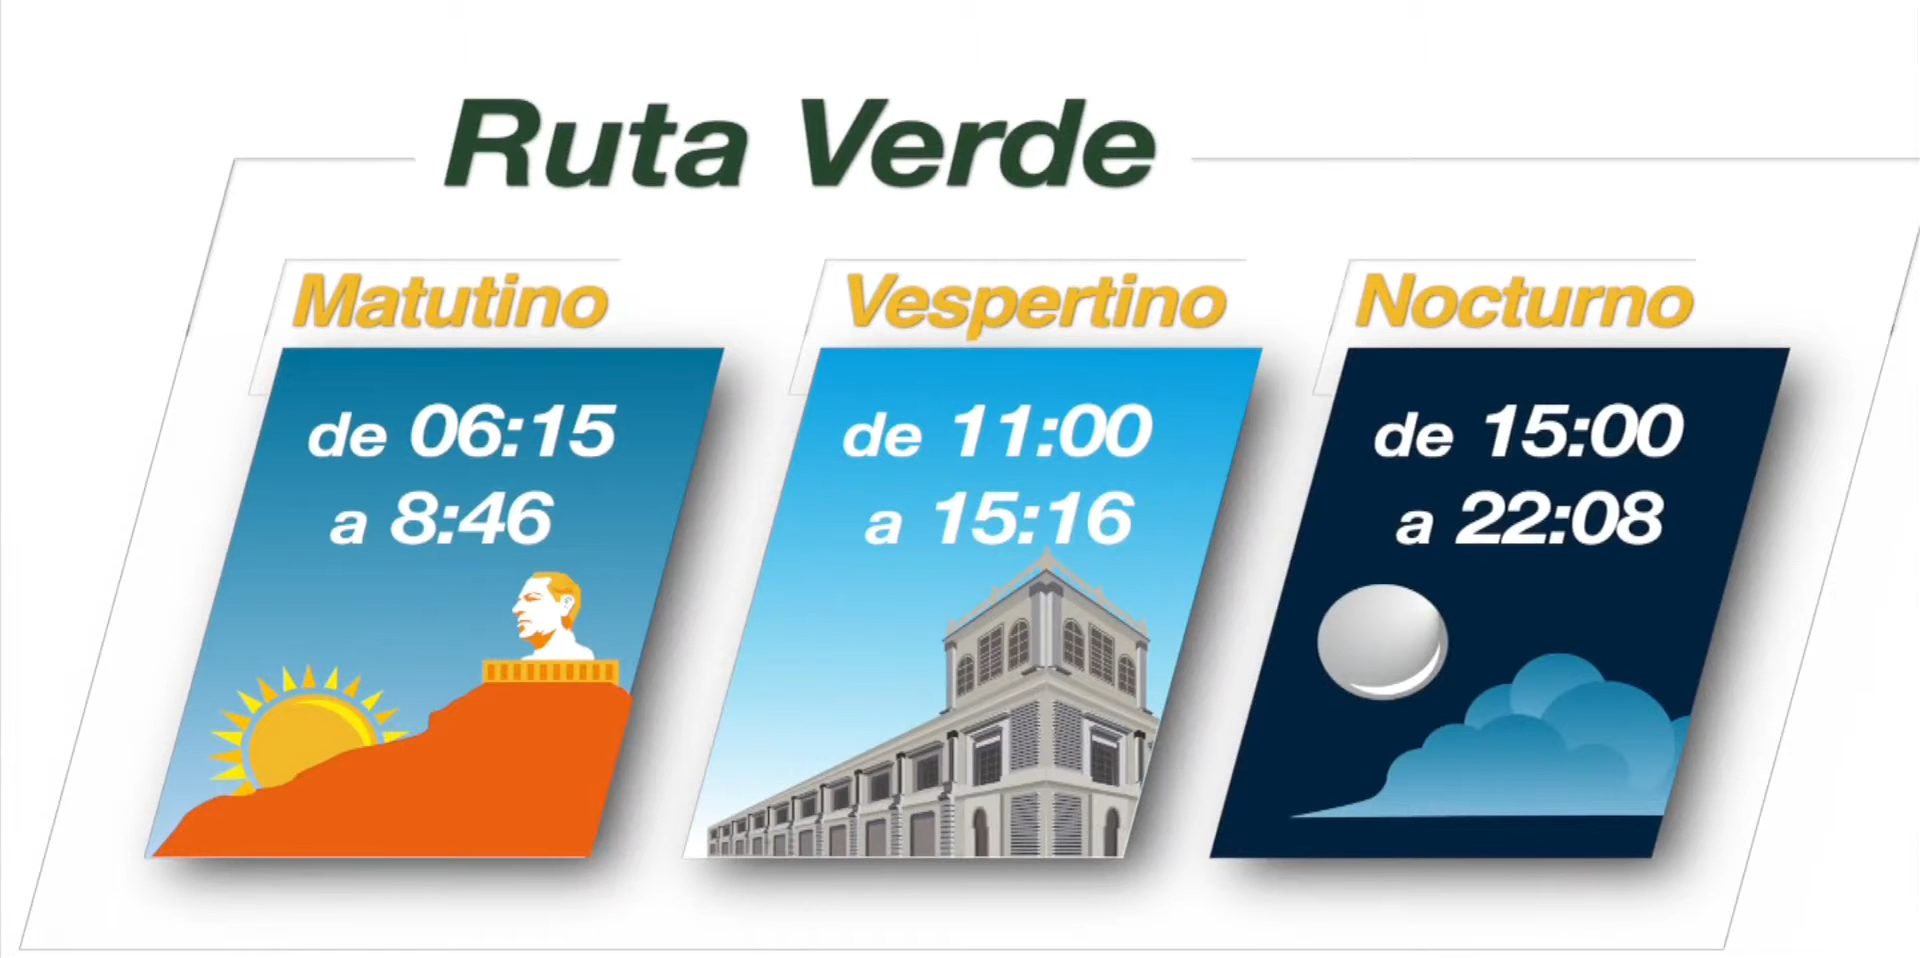 Ruta Verde
Matutino
de 06:15
a 8:46
Vespertino
de 11:00
a 15:16
Nocturno
de 15:00
a 22:08